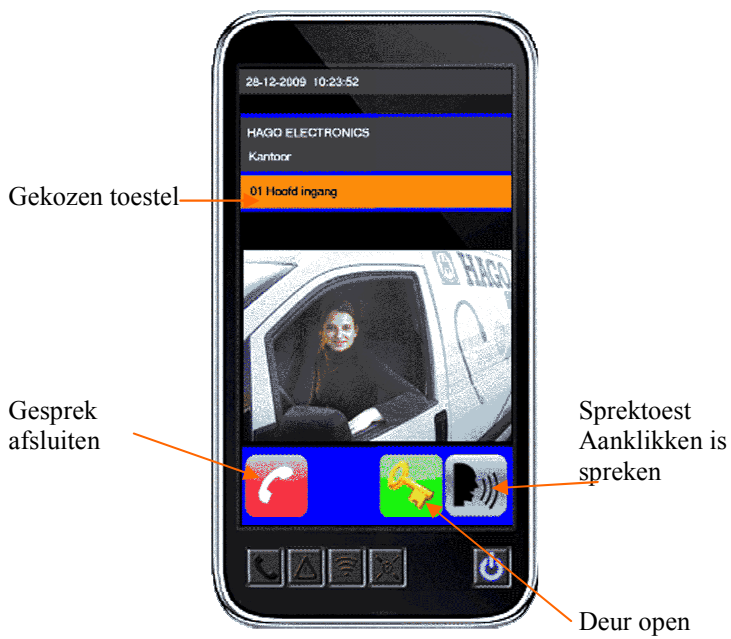 28-12-2009 10:23:52
HAGO ELECTRONICS
Kantoor
Gekozen toestel
01 Hoofd ingang
HAGO
Gesprek
afsluiten
Sprektoest
Aanklikken is
spreken
Deur open